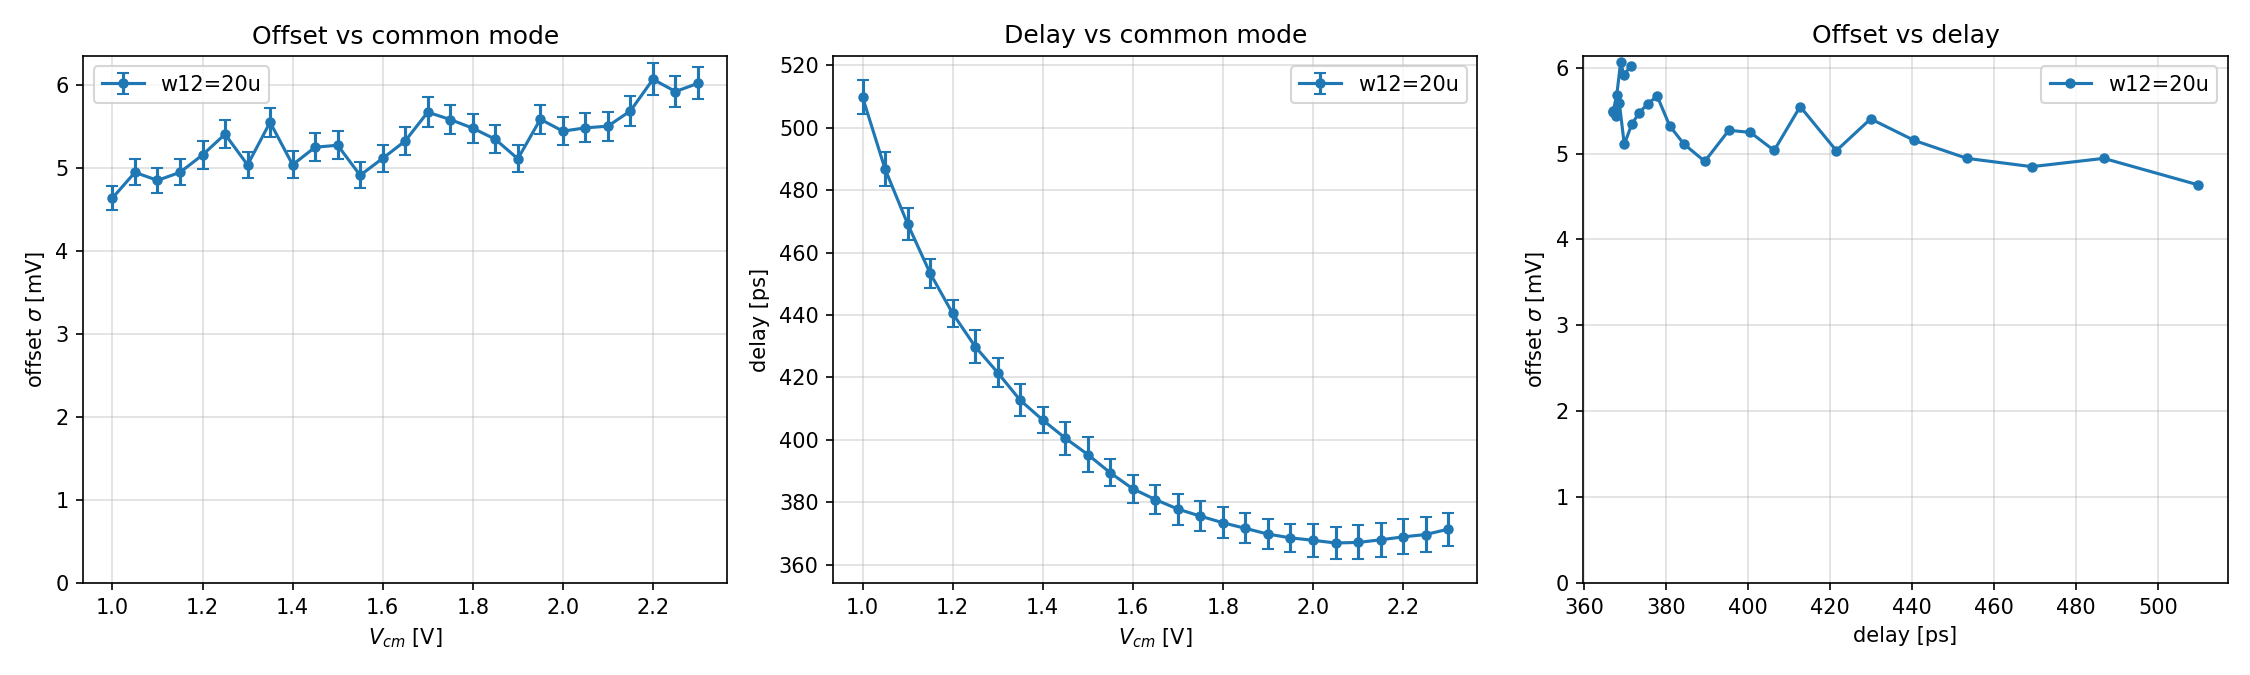 Offset vs common mode
w12=20u
offset σ [mV]
6
5
4
3
2
1
0
1.0 1.2 1.4 1.6 1.8 2.0 2.2
V_cm [V]
Delay vs common mode
w12=20u
delay [ps]
520
500
480
460
440
420
400
380
360
1.0 1.2 1.4 1.6 1.8 2.0 2.2
V_cm [V]
Offset vs delay
w12=20u
offset σ [mV]
6
5
4
3
2
1
0
360 380 400 420 440 460 480 500
delay [ps]